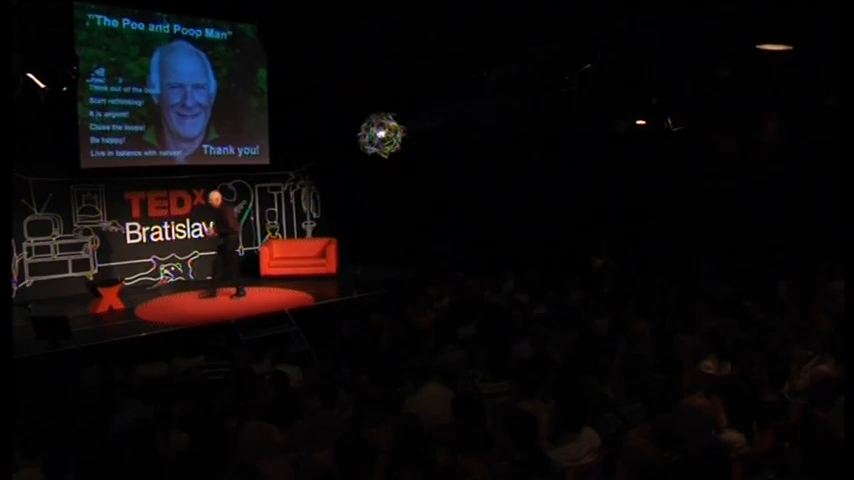 "The Pee and Poop Man"
Think out of the box
Start rethinking!
It is urgent!
Close the loops!
Be happy!
Live in balance with nature!
Thank you!
TEDx
Bratislav
X